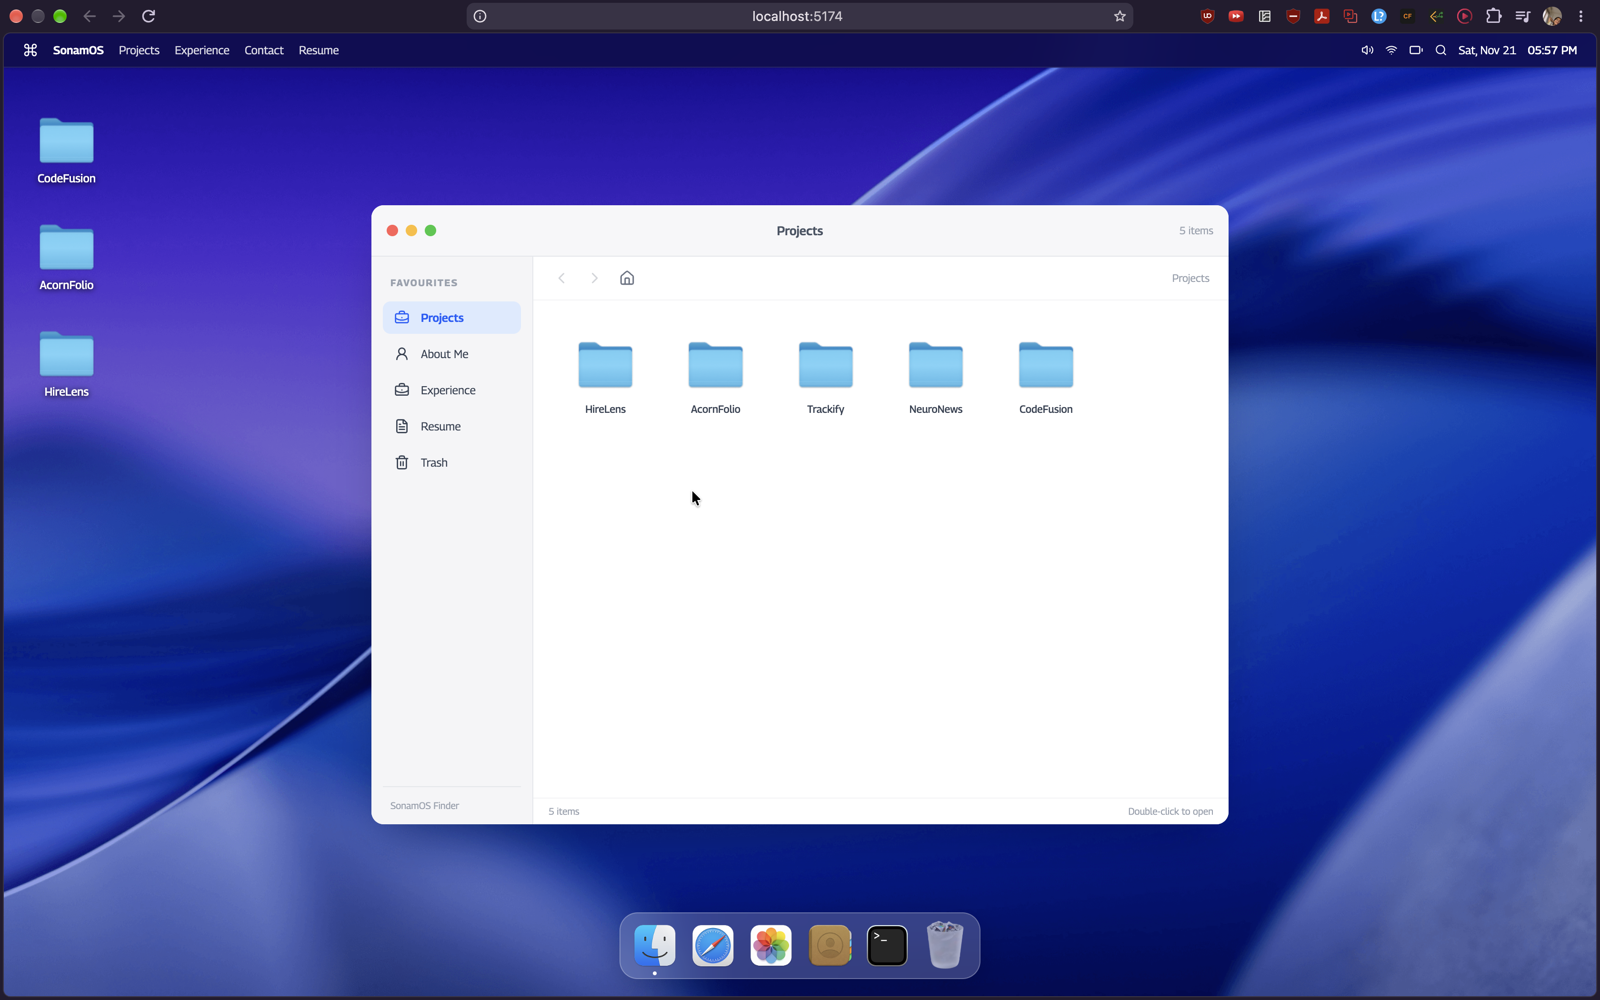 localhost:5174
SonamOS Projects Experience Contact Resume
Sat, Nov 21 05:57 PM
CodeFusion
AcornFolio
HireLens
Projects
5 items
FAVOURITES
Projects
About Me
Experience
Resume
Trash
SonamOS Finder
Projects
HireLens AcornFolio Trackify NeuroNews CodeFusion
5 items
Double-click to open
>_